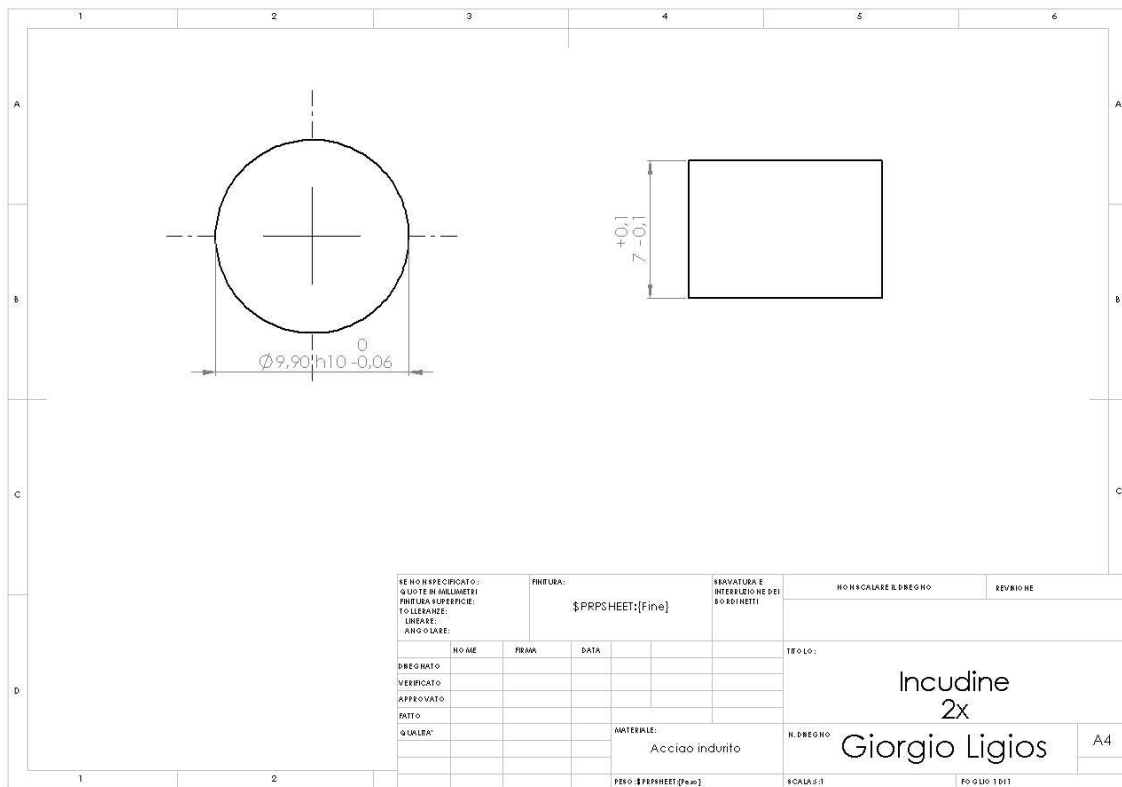 1 2 3 4 5 6
A A
+0,1
7 -0,1
B B
0
Ø9,90 h10 -0,06
C C
SE NON SPECIFICATO:
QUOTE IN MILLIMETRI
FINITURA SUPERFICIE:
TOLLERANZE:
LINEARE:
ANGOLARE:
FINITURA:
$PRPSHEET:{Fine}
SBAVATURA E
INTERRUZIONE DEI
BORDI NETTI
NON SCALARE IL DISEGNO
REVISIONE
NOME FIRMA DATA
DISEGNATO
VERIFICATO
APPROVATO
FATTO
QUALITA'
TITOLO:
Incudine
2x
D
MATERIALE:
Acciao indurito
N. DISEGNO
Giorgio Ligios
A4
PESO: $PRPSHEET:{Peso}
SCALA:5:1
FOGLIO 1 DI 1
1 2